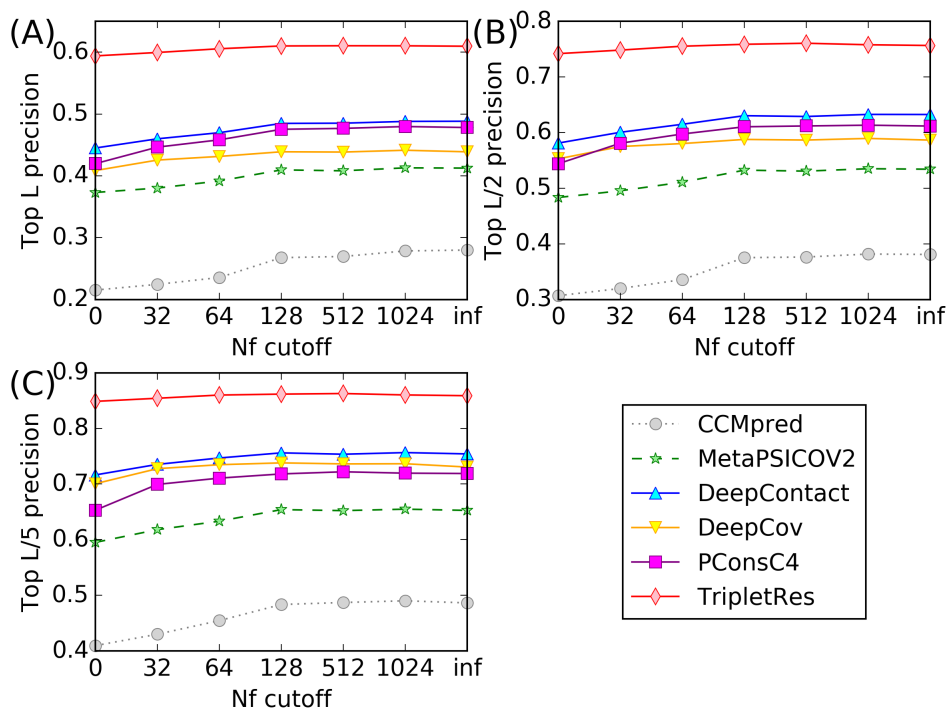 (A)
Top L precision
0.6
0.5
0.4
0.3
0.2
0 32 64 128 512 1024 inf
Nf cutoff
(B)
Top L/2 precision
0.8
0.7
0.6
0.5
0.4
0.3
0 32 64 128 512 1024 inf
Nf cutoff
(C)
Top L/5 precision
0.9
0.8
0.7
0.6
0.5
0.4
0 32 64 128 512 1024 inf
Nf cutoff
CCMpred
MetaPSICOV2
DeepContact
DeepCov
PConsC4
TripletRes